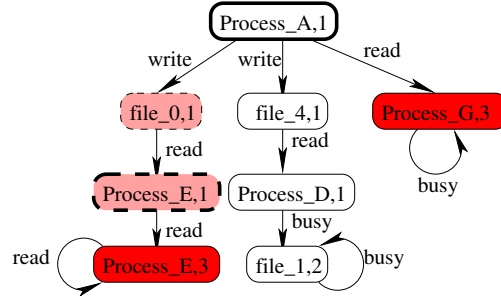 Process_A,1
write
write
read
file_0,1
file_4,1
Process_G,3
read
read
busy
Process_E,1
Process_D,1
read
busy
read
busy
Process_E,3
file_1,2